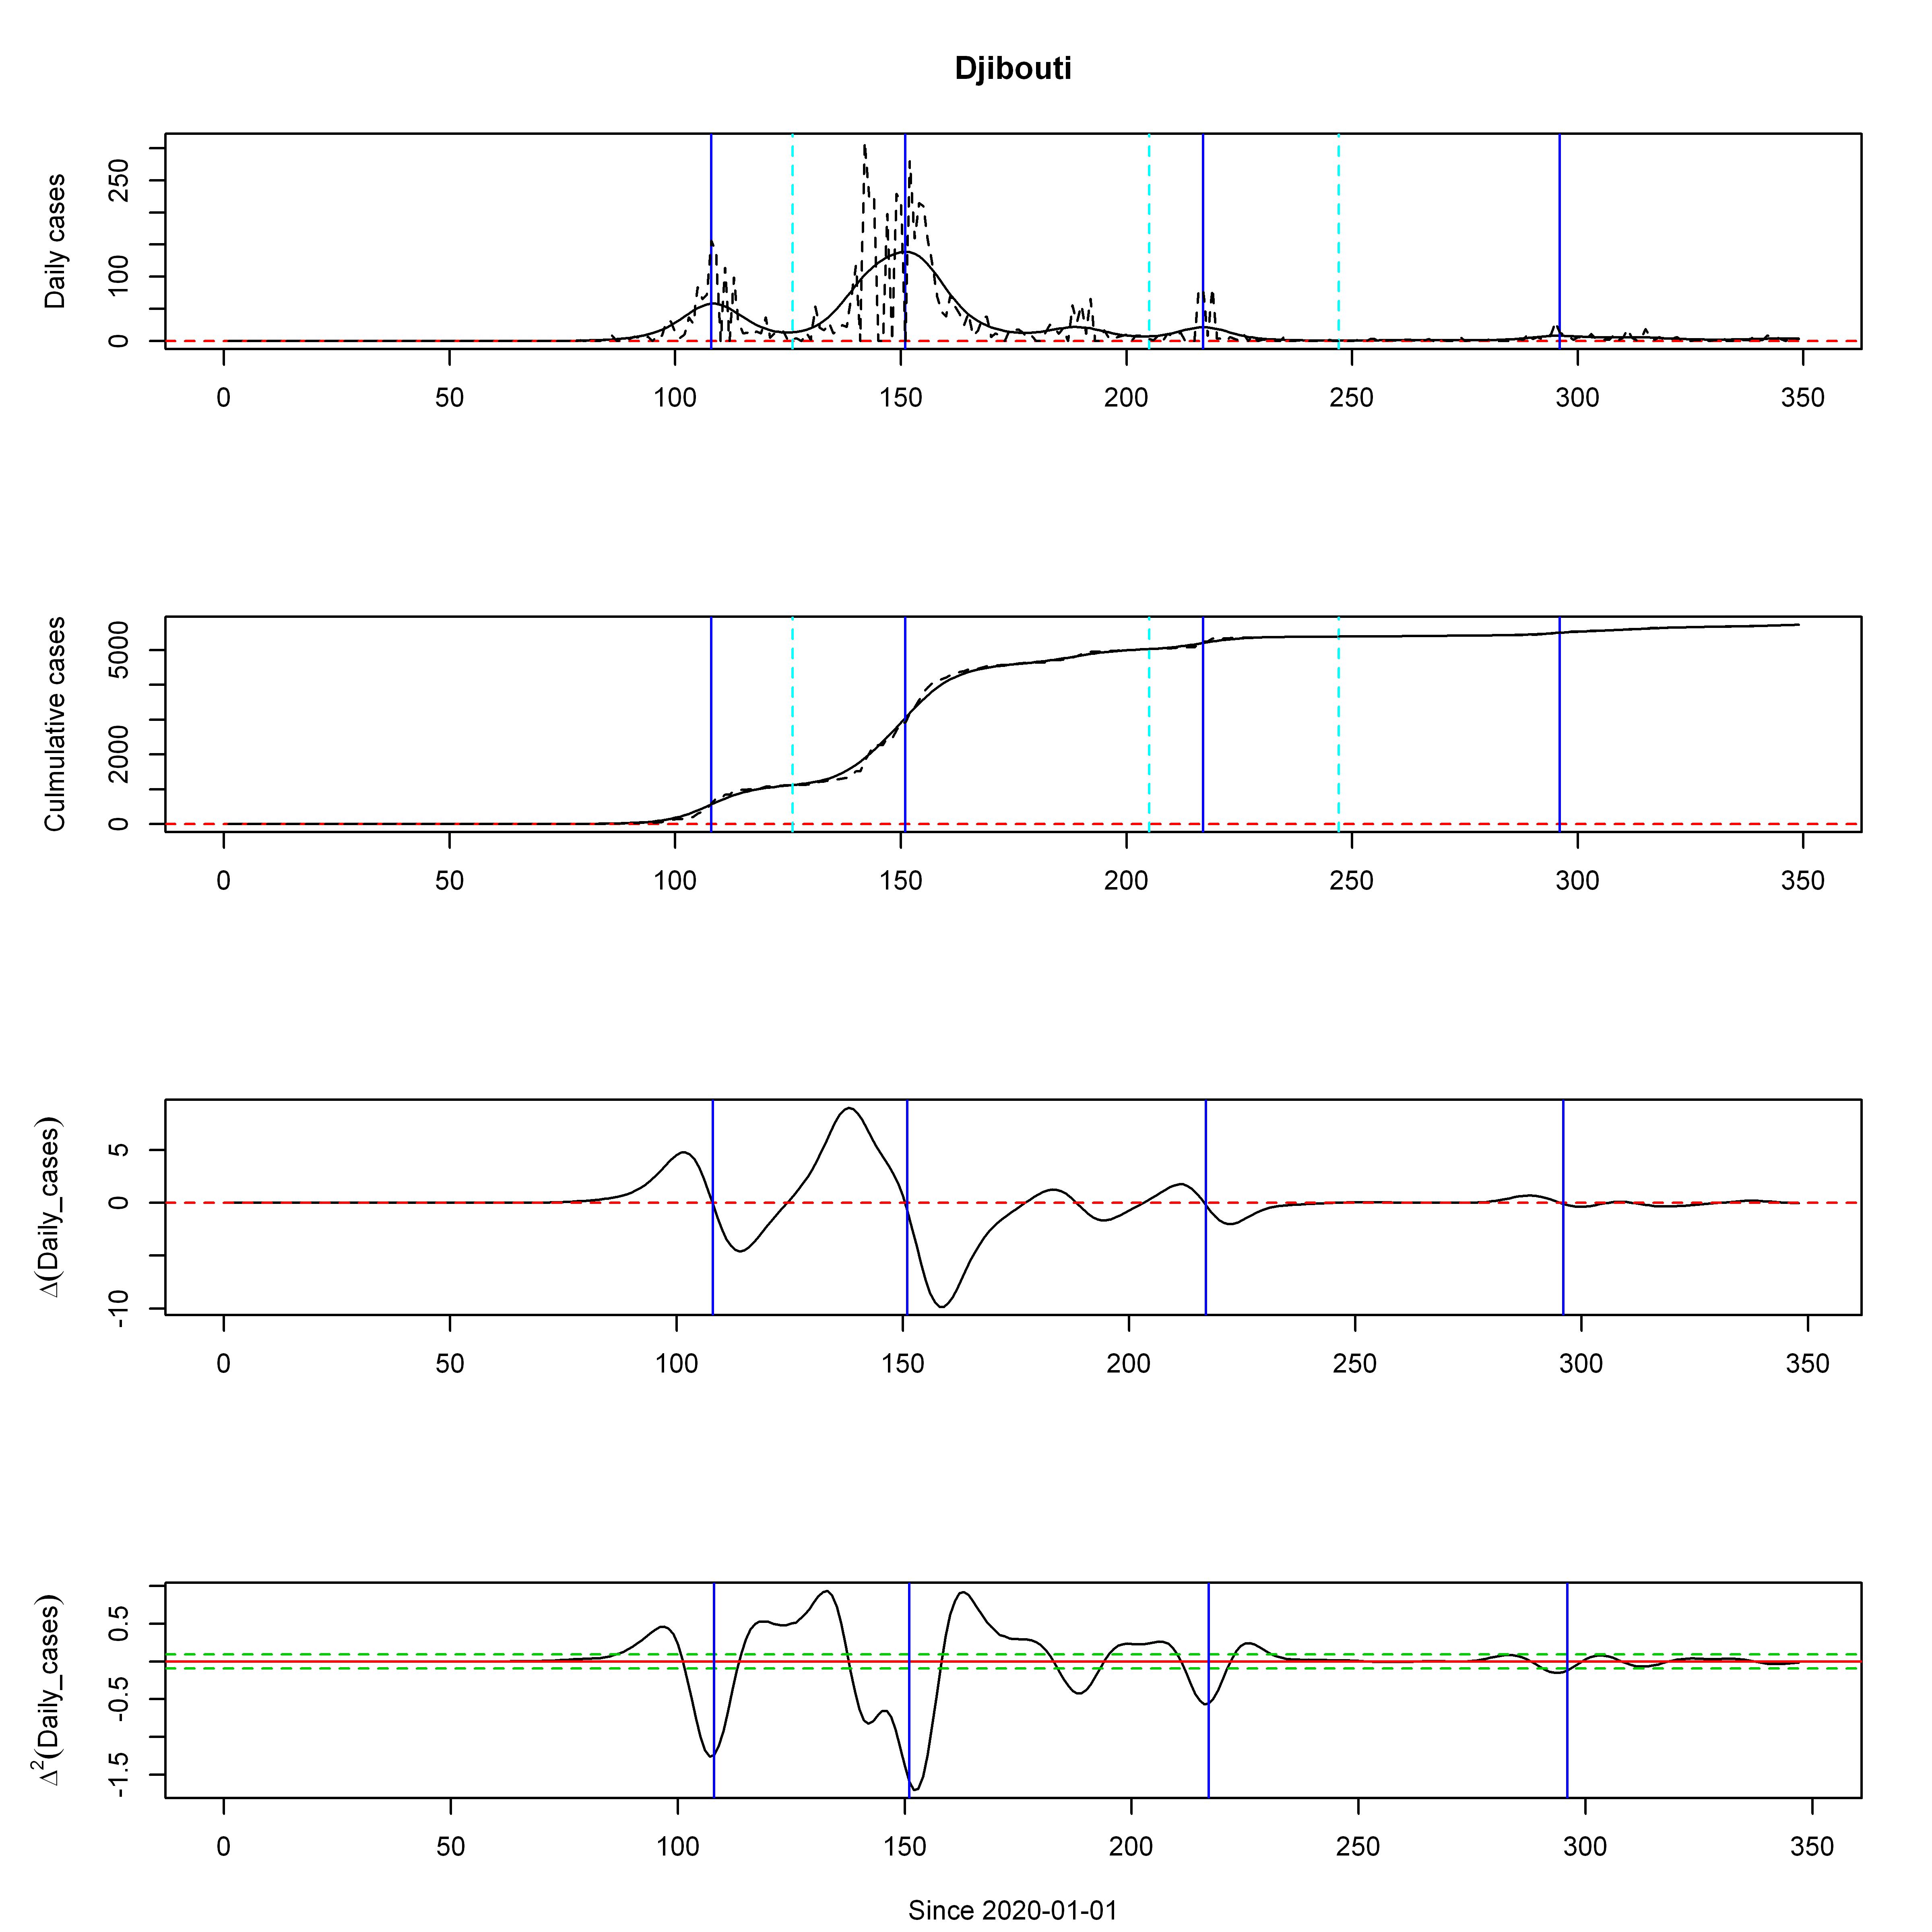 Djibouti
Daily cases
0 100 250
0 50 100 150 200 250 300 350
Culmulative cases
0 2000 5000
0 50 100 150 200 250 300 350
Δ(Daily_cases)
-10 0 5
0 50 100 150 200 250 300 350
Δ²(Daily_cases)
-1.5 -0.5 0.5
0 50 100 150 200 250 300 350
Since 2020-01-01